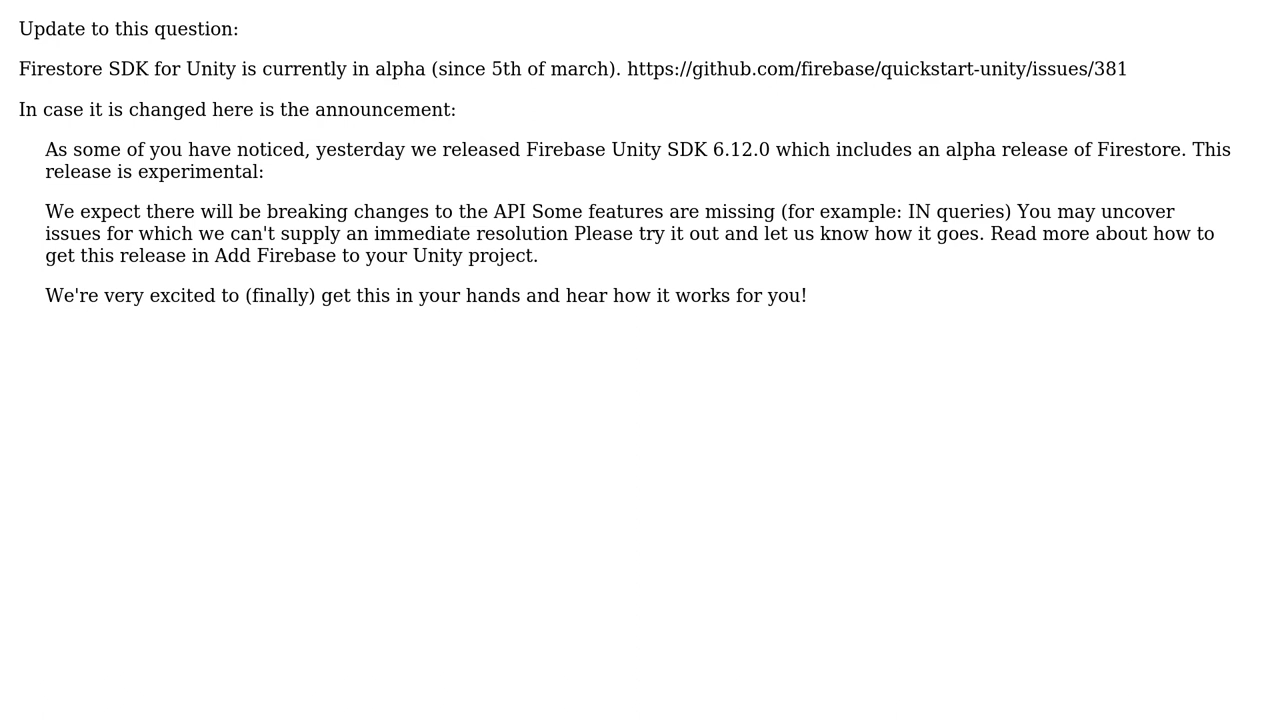 Update to this question:
Firestore SDK for Unity is currently in alpha (since 5th of march). https://github.com/firebase/quickstart-unity/issues/381
In case it is changed here is the announcement:
As some of you have noticed, yesterday we released Firebase Unity SDK 6.12.0 which includes an alpha release of Firestore. This
release is experimental:
We expect there will be breaking changes to the API Some features are missing (for example: IN queries) You may uncover
issues for which we can't supply an immediate resolution Please try it out and let us know how it goes. Read more about how to
get this release in Add Firebase to your Unity project.
We're very excited to (finally) get this in your hands and hear how it works for you!